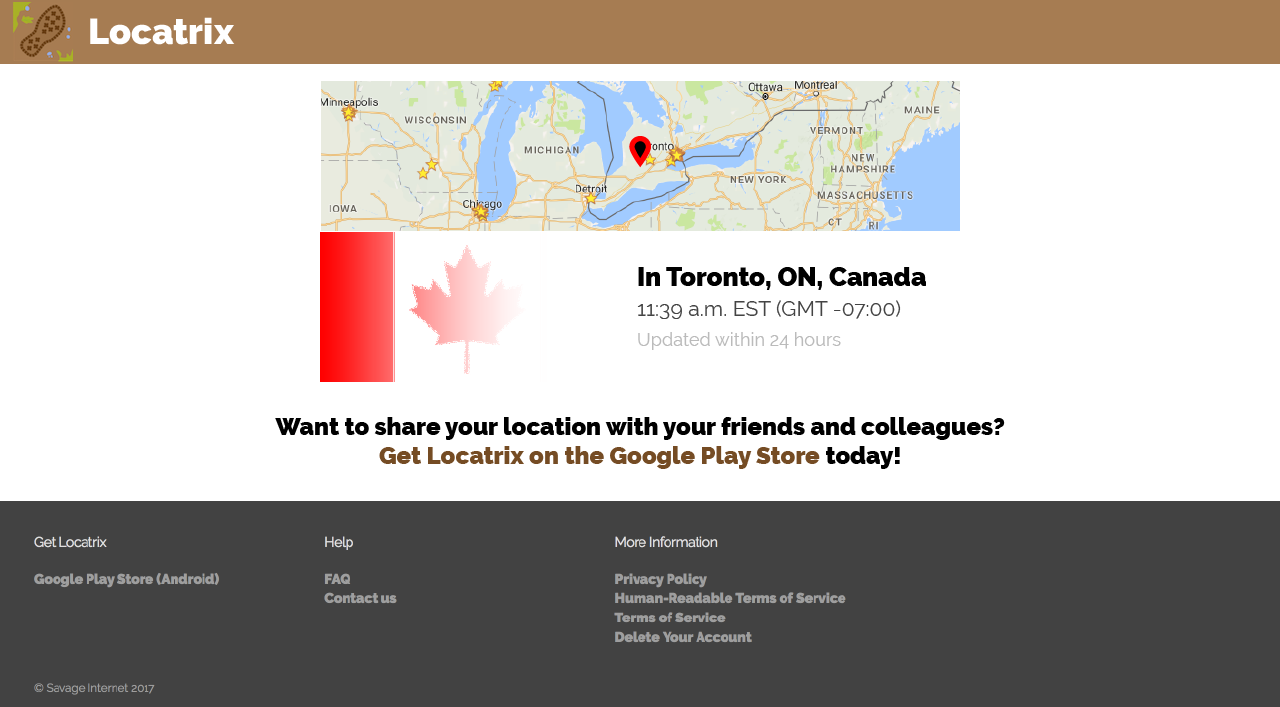 Locatrix
Ottawa
Montreal
Minneapolis
MAINE
WISCONSIN
VERMONT
MICHIGAN
ronto
NEW
HAMPSHIRE
NEW YORK
Detroit
MASSACHUSETTS
IOWA
Chicago
CT
RI
In Toronto, ON, Canada
11:39 a.m. EST (GMT -07:00)
Updated within 24 hours
Want to share your location with your friends and colleagues?
Get Locatrix on the Google Play Store today!
Get Locatrix
Google Play Store (Android)
Help
FAQ
Contact us
More Information
Privacy Policy
Human-Readable Terms of Service
Terms of Service
Delete Your Account
© Savage Internet 2017